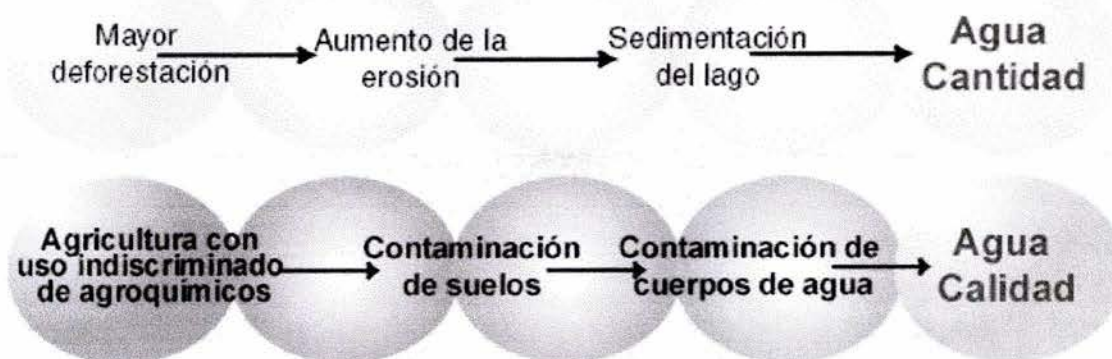 Mayor
deforestación
Aumento de la
erosión
Sedimentación
del lago
Agua
Cantidad
Agricultura con
uso indiscriminado
de agroquímicos
Contaminación
de suelos
Contaminación de
cuerpos de agua
Agua
Calidad